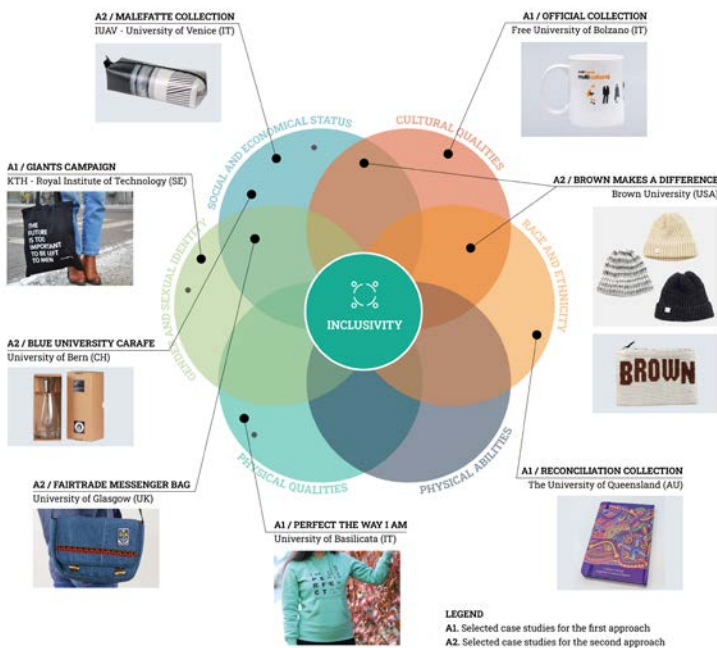 A2 / MALEFATTE COLLECTION
IUAV - University of Venice (IT)
A1 / OFFICIAL COLLECTION
Free University of Bolzano (IT)
A1 / GIANTS CAMPAIGN
KTH - Royal Institute of Technology (SE)
THE
FUTURE
IS TOO
IMPORTANT
TO BE LEFT
TO MEN
SOCIAL AND ECONOMICAL STATUS
CULTURAL QUALITIES
A2 / BROWN MAKES A DIFFERENCE
Brown University (USA)
BROWN
GENDER AND SEXUAL IDENTITY
RACE AND ETHNICITY
INCLUSIVITY
A2 / BLUE UNIVERSITY CARAFE
University of Bern (CH)
PHYSICAL QUALITIES
PHYSICAL ABILITIES
A2 / FAIRTRADE MESSENGER BAG
University of Glasgow (UK)
A1 / PERFECT THE WAY I AM
University of Basilicata (IT)
A1 / RECONCILIATION COLLECTION
The University of Queensland (AU)
LEGEND
A1. Selected case studies for the first approach
A2. Selected case studies for the second approach